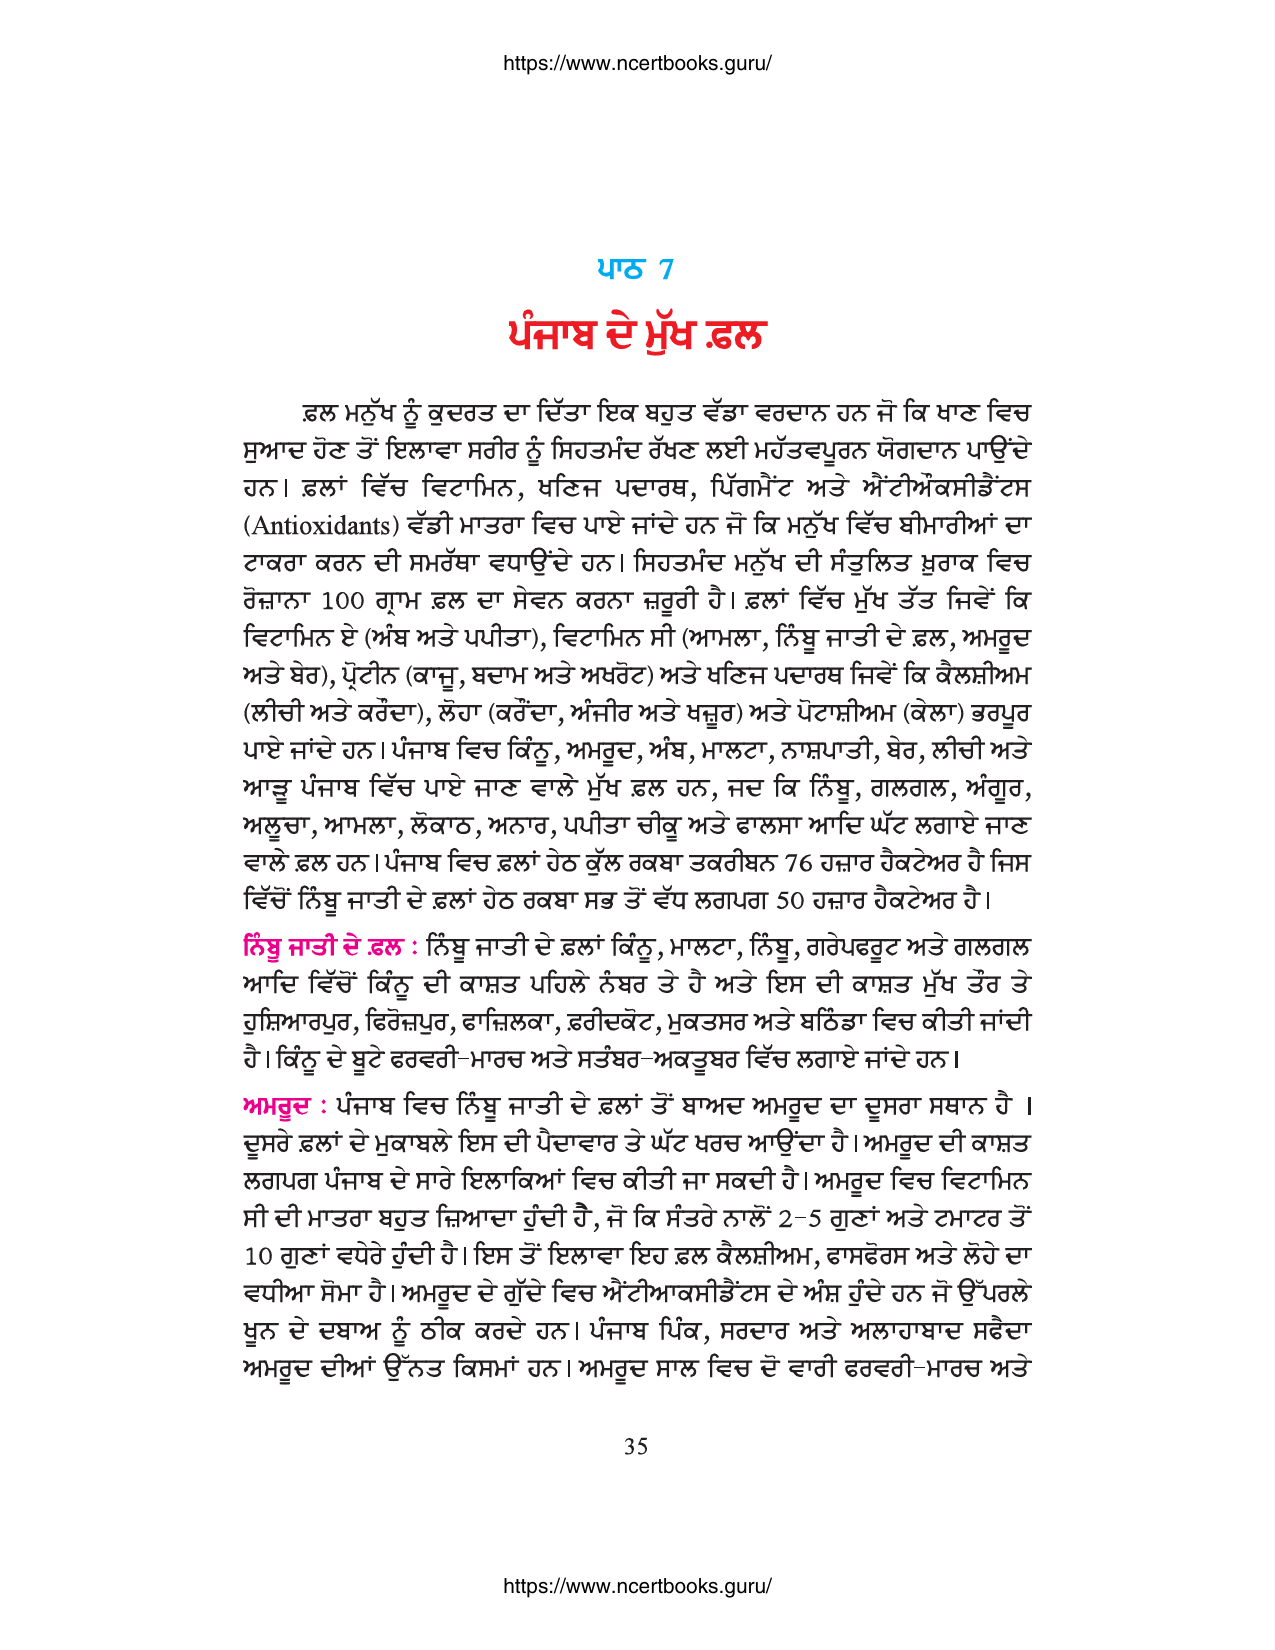 https://www.ncertbooks.guru/
ਪਾਠ 7
ਪੰਜਾਬ ਦੇ ਮੁੱਖ ਫ਼ਲ
ਫ਼ਲ ਮਨੁੱਖ ਨੂੰ ਕੁਦਰਤ ਦਾ ਦਿੱਤਾ ਇਕ ਬਹੁਤ ਵੱਡਾ ਵਰਦਾਨ ਹਨ ਜੋ ਕਿ ਖਾਣ ਵਿਚ
ਸੁਆਦ ਹੋਣ ਤੋਂ ਇਲਾਵਾ ਸਰੀਰ ਨੂੰ ਸਿਹਤਮੰਦ ਰੱਖਣ ਲਈ ਮਹੱਤਵਪੂਰਨ ਯੋਗਦਾਨ ਪਾਉਂਦੇ
ਹਨ। ਫ਼ਲਾਂ ਵਿੱਚ ਵਿਟਾਮਿਨ, ਖਣਿਜ ਪਦਾਰਥ, ਪਿੱਗਮੈਂਟ ਅਤੇ ਐਂਟੀਔਕਸੀਡੈਂਟਸ
(Antioxidants) ਵੱਡੀ ਮਾਤਰਾ ਵਿਚ ਪਾਏ ਜਾਂਦੇ ਹਨ ਜੋ ਕਿ ਮਨੁੱਖ ਵਿੱਚ ਬੀਮਾਰੀਆਂ ਦਾ
ਟਾਕਰਾ ਕਰਨ ਦੀ ਸਮਰੱਥਾ ਵਧਾਉਂਦੇ ਹਨ। ਸਿਹਤਮੰਦ ਮਨੁੱਖ ਦੀ ਸੰਤੁਲਿਤ ਖ਼ੁਰਾਕ ਵਿਚ
ਰੋਜ਼ਾਨਾ 100 ਗ੍ਰਾਮ ਫ਼ਲ ਦਾ ਸੇਵਨ ਕਰਨਾ ਜ਼ਰੂਰੀ ਹੈ। ਫ਼ਲਾਂ ਵਿੱਚ ਮੁੱਖ ਤੱਤ ਜਿਵੇਂ ਕਿ
ਵਿਟਾਮਿਨ ਏ (ਅੰਬ ਅਤੇ ਪਪੀਤਾ), ਵਿਟਾਮਿਨ ਸੀ (ਆਮਲਾ, ਨਿੰਬੂ ਜਾਤੀ ਦੇ ਫ਼ਲ, ਅਮਰੂਦ
ਅਤੇ ਬੇਰ), ਪ੍ਰੋਟੀਨ (ਕਾਜੂ, ਬਦਾਮ ਅਤੇ ਅਖਰੋਟ) ਅਤੇ ਖਣਿਜ ਪਦਾਰਥ ਜਿਵੇਂ ਕਿ ਕੈਲਸ਼ੀਅਮ
(ਲੀਚੀ ਅਤੇ ਕਰੌਂਦਾ), ਲੋਹਾ (ਕਰੌਂਦਾ, ਅੰਜੀਰ ਅਤੇ ਖਜ਼ੂਰ) ਅਤੇ ਪੋਟਾਸ਼ੀਅਮ (ਕੇਲਾ) ਭਰਪੂਰ
ਪਾਏ ਜਾਂਦੇ ਹਨ। ਪੰਜਾਬ ਵਿਚ ਕਿੰਨੂ, ਅਮਰੂਦ, ਅੰਬ, ਮਾਲਟਾ, ਨਾਸ਼ਪਾਤੀ, ਬੇਰ, ਲੀਚੀ ਅਤੇ
ਆੜੂ ਪੰਜਾਬ ਵਿੱਚ ਪਾਏ ਜਾਣ ਵਾਲੇ ਮੁੱਖ ਫ਼ਲ ਹਨ, ਜਦ ਕਿ ਨਿੰਬੂ, ਗਲਗਲ, ਅੰਗੂਰ,
ਅਲੂਚਾ, ਆਮਲਾ, ਲੋਕਾਠ, ਅਨਾਰ, ਪਪੀਤਾ ਚੀਕੂ ਅਤੇ ਫਾਲਸਾ ਆਦਿ ਘੱਟ ਲਗਾਏ ਜਾਣ
ਵਾਲੇ ਫ਼ਲ ਹਨ। ਪੰਜਾਬ ਵਿਚ ਫ਼ਲਾਂ ਹੇਠ ਕੁੱਲ ਰਕਬਾ ਤਕਰੀਬਨ 76 ਹਜ਼ਾਰ ਹੈਕਟੇਅਰ ਹੈ ਜਿਸ
ਵਿੱਚੋਂ ਨਿੰਬੂ ਜਾਤੀ ਦੇ ਫ਼ਲਾਂ ਹੇਠ ਰਕਬਾ ਸਭ ਤੋਂ ਵੱਧ ਲਗਪਗ 50 ਹਜ਼ਾਰ ਹੈਕਟੇਅਰ ਹੈ।
ਨਿੰਬੂ ਜਾਤੀ ਦੇ ਫ਼ਲ : ਨਿੰਬੂ ਜਾਤੀ ਦੇ ਫ਼ਲਾਂ ਕਿੰਨੂ, ਮਾਲਟਾ, ਨਿੰਬੂ, ਗਰੇਪਫਰੂਟ ਅਤੇ ਗਲਗਲ
ਆਦਿ ਵਿੱਚੋਂ ਕਿੰਨੂ ਦੀ ਕਾਸ਼ਤ ਪਹਿਲੇ ਨੰਬਰ ਤੇ ਹੈ ਅਤੇ ਇਸ ਦੀ ਕਾਸ਼ਤ ਮੁੱਖ ਤੌਰ ਤੇ
ਹੁਸ਼ਿਆਰਪੁਰ, ਫਿਰੋਜ਼ਪੁਰ, ਫਾਜ਼ਿਲਕਾ, ਫ਼ਰੀਦਕੋਟ, ਮੁਕਤਸਰ ਅਤੇ ਬਠਿੰਡਾ ਵਿਚ ਕੀਤੀ ਜਾਂਦੀ
ਹੈ। ਕਿੰਨੂ ਦੇ ਬੂਟੇ ਫਰਵਰੀ-ਮਾਰਚ ਅਤੇ ਸਤੰਬਰ-ਅਕਤੂਬਰ ਵਿੱਚ ਲਗਾਏ ਜਾਂਦੇ ਹਨ।
ਅਮਰੂਦ : ਪੰਜਾਬ ਵਿਚ ਨਿੰਬੂ ਜਾਤੀ ਦੇ ਫ਼ਲਾਂ ਤੋਂ ਬਾਅਦ ਅਮਰੂਦ ਦਾ ਦੂਸਰਾ ਸਥਾਨ ਹੈ ।
ਦੂਸਰੇ ਫ਼ਲਾਂ ਦੇ ਮੁਕਾਬਲੇ ਇਸ ਦੀ ਪੈਦਾਵਾਰ ਤੇ ਘੱਟ ਖਰਚ ਆਉਂਦਾ ਹੈ। ਅਮਰੂਦ ਦੀ ਕਾਸ਼ਤ
ਲਗਪਗ ਪੰਜਾਬ ਦੇ ਸਾਰੇ ਇਲਾਕਿਆਂ ਵਿਚ ਕੀਤੀ ਜਾ ਸਕਦੀ ਹੈ। ਅਮਰੂਦ ਵਿਚ ਵਿਟਾਮਿਨ
ਸੀ ਦੀ ਮਾਤਰਾ ਬਹੁਤ ਜ਼ਿਆਦਾ ਹੁੰਦੀ ਹੈ, ਜੋ ਕਿ ਸੰਤਰੇ ਨਾਲੋਂ 2-5 ਗੁਣਾਂ ਅਤੇ ਟਮਾਟਰ ਤੋਂ
10 ਗੁਣਾਂ ਵਧੇਰੇ ਹੁੰਦੀ ਹੈ। ਇਸ ਤੋਂ ਇਲਾਵਾ ਇਹ ਫ਼ਲ ਕੈਲਸ਼ੀਅਮ, ਫਾਸਫੋਰਸ ਅਤੇ ਲੋਹੇ ਦਾ
ਵਧੀਆ ਸੋਮਾ ਹੈ। ਅਮਰੂਦ ਦੇ ਗੁੱਦੇ ਵਿਚ ਐਂਟੀਆਕਸੀਡੈਂਟਸ ਦੇ ਅੰਸ਼ ਹੁੰਦੇ ਹਨ ਜੋ ਉੱਪਰਲੇ
ਖ਼ੂਨ ਦੇ ਦਬਾਅ ਨੂੰ ਠੀਕ ਕਰਦੇ ਹਨ। ਪੰਜਾਬ ਪਿੰਕ, ਸਰਦਾਰ ਅਤੇ ਅਲਾਹਾਬਾਦ ਸਫੈਦਾ
ਅਮਰੂਦ ਦੀਆਂ ਉੱਨਤ ਕਿਸਮਾਂ ਹਨ। ਅਮਰੂਦ ਸਾਲ ਵਿਚ ਦੋ ਵਾਰੀ ਫਰਵਰੀ-ਮਾਰਚ ਅਤੇ
35
https://www.ncertbooks.guru/